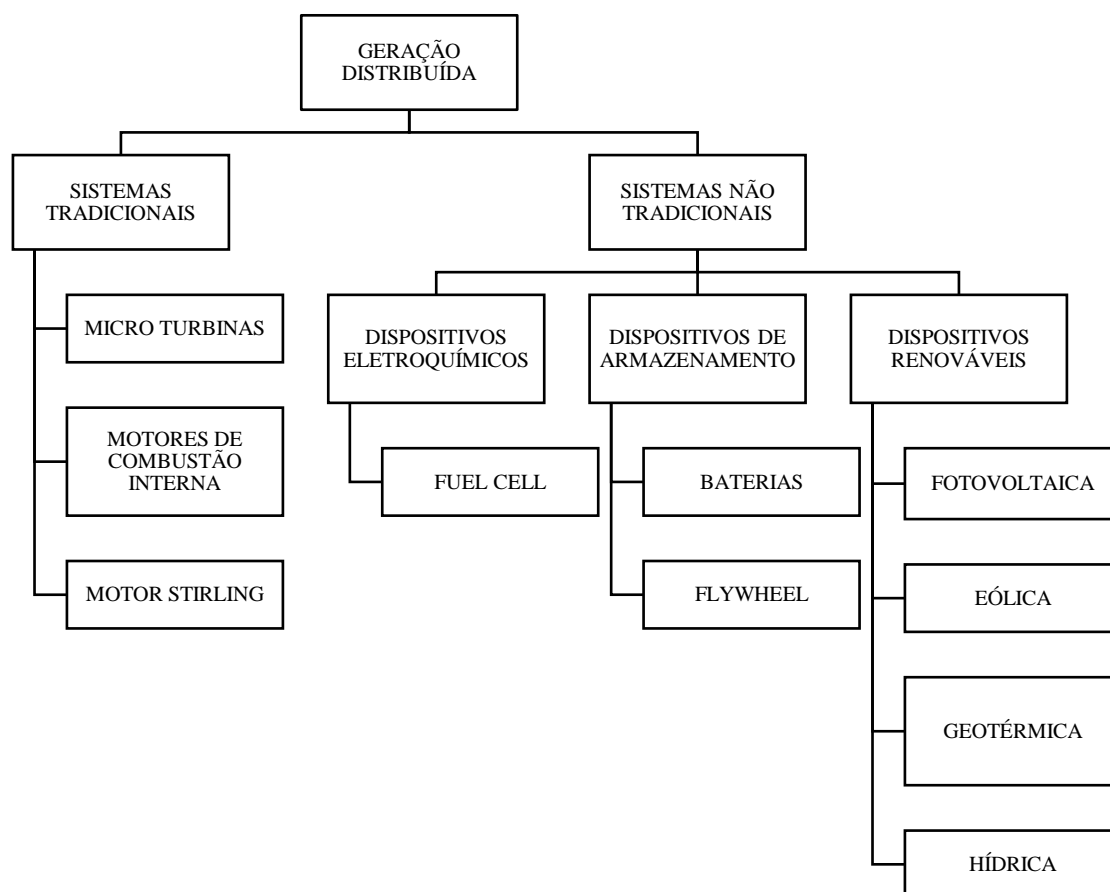 GERAÇÃO
DISTRIBUÍDA
SISTEMAS
TRADICIONAIS
SISTEMAS NÃO
TRADICIONAIS
MICRO TURBINAS
MOTORES DE
COMBUSTÃO
INTERNA
MOTOR STIRLING
DISPOSITIVOS
ELETROQUÍMICOS
FUEL CELL
DISPOSITIVOS DE
ARMAZENAMENTO
BATERIAS
FLYWHEEL
DISPOSITIVOS
RENOVÁVEIS
FOTOVOLTAICA
EÓLICA
GEOTÉRMICA
HÍDRICA